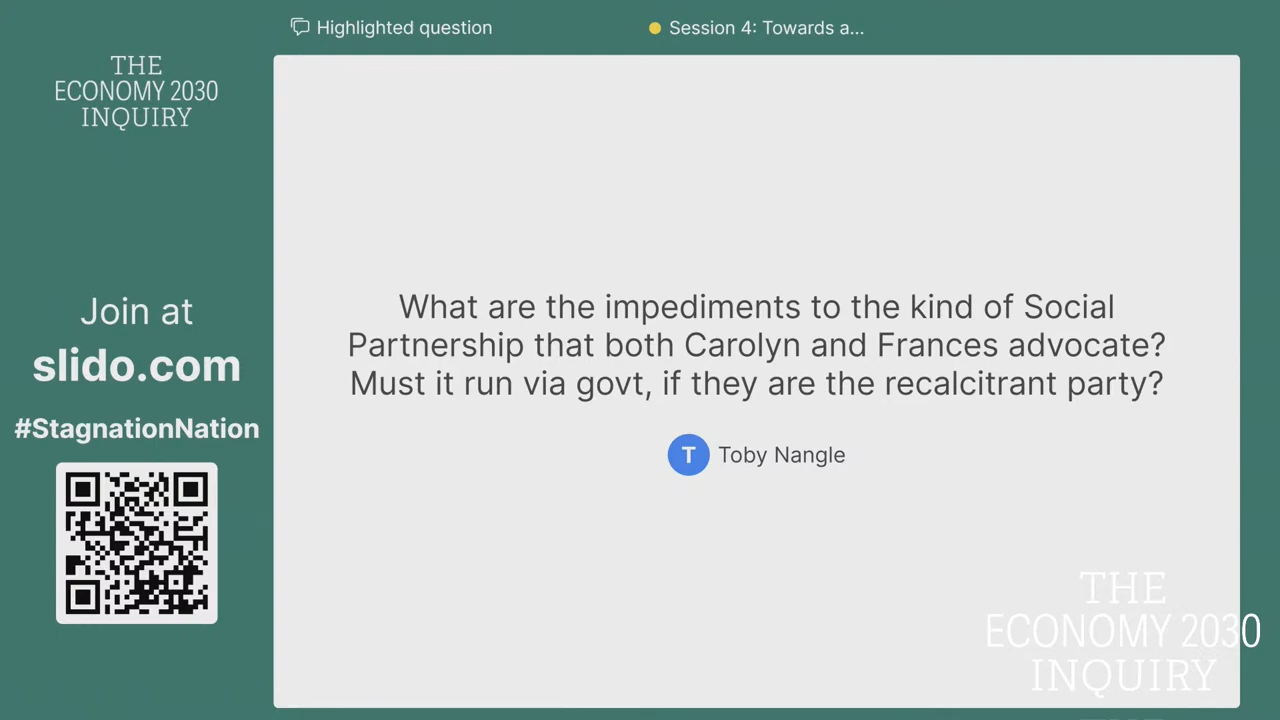 Highlighted question
Session 4: Towards a...
THE
ECONOMY 2030
INQUIRY
Join at
slido.com
#StagnationNation
What are the impediments to the kind of Social
Partnership that both Carolyn and Frances advocate?
Must it run via govt, if they are the recalcitrant party?
T
Toby Nangle
THE
ECONOMY 2030
INQUIRY